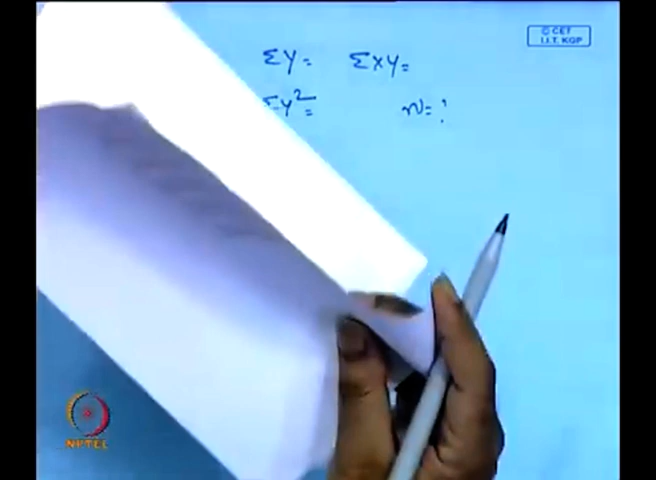 © CET
I.I.T. KGP
Σy= Σxy=
Σy²= n=?
NPTEL